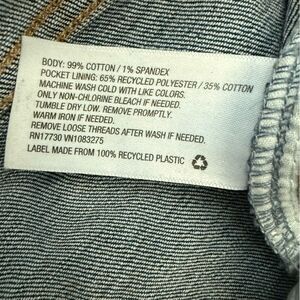 BODY: 99% COTTON / 1% SPANDEX
POCKET LINING: 65% RECYCLED POLYESTER / 35% COTTON
MACHINE WASH COLD WITH LIKE COLORS.
ONLY NON-CHLORINE BLEACH IF NEEDED.
TUMBLE DRY LOW. REMOVE PROMPTLY.
WARM IRON IF NEEDED.
REMOVE LOOSE THREADS AFTER WASH IF NEEDED.
RN17730 VN1083275
LABEL MADE FROM 100% RECYCLED PLASTIC